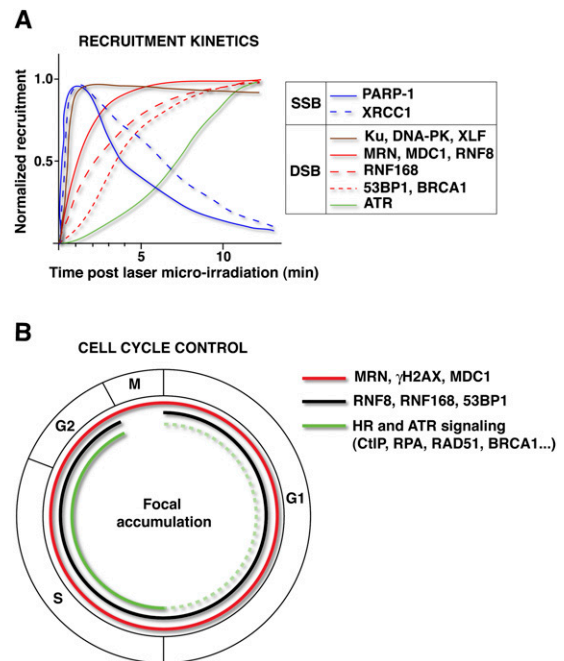 A
RECRUITMENT KINETICS
Normalized recruitment
1.0
0.5
5
10
Time post laser micro-irradiation (min)
SSB
PARP-1
XRCC1
DSB
Ku, DNA-PK, XLF
MRN, MDC1, RNF8
RNF168
53BP1, BRCA1
ATR
B
CELL CYCLE CONTROL
M
G2
G1
S
Focal
accumulation
MRN, γH2AX, MDC1
RNF8, RNF168, 53BP1
HR and ATR signaling
(CtIP, RPA, RAD51, BRCA1...)